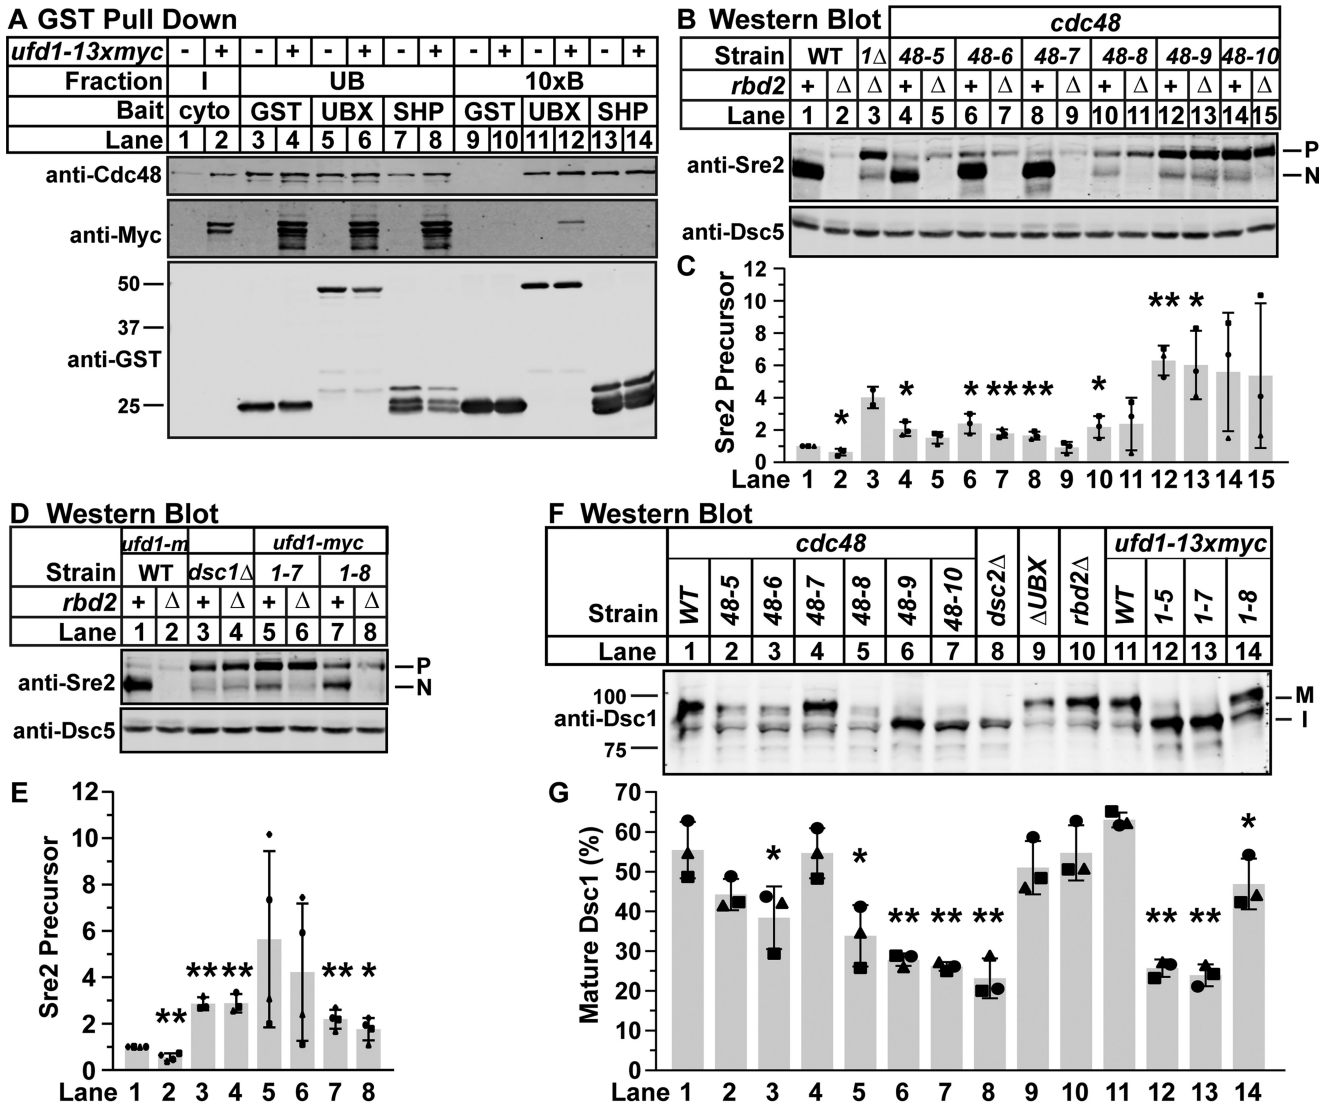 A GST Pull Down
ufd1-13xmyc - + - + - + - + - + - + - +
Fraction I UB 10xB
Bait cyto GST UBX SHP GST UBX SHP
Lane 1 2 3 4 5 6 7 8 9 10 11 12 13 14
anti-Cdc48
anti-Myc
50
37
anti-GST
25
B Western Blot cdc48
Strain WT 1Δ 48-5 48-6 48-7 48-8 48-9 48-10
rbd2 + Δ Δ + Δ + Δ + Δ + Δ + Δ + Δ
Lane 1 2 3 4 5 6 7 8 9 10 11 12 13 14 15
anti-Sre2 P
N
anti-Dsc5
C
Sre2 Precursor
12
10
8
6
4
2
0
* * * ** ** * ** *
Lane 1 2 3 4 5 6 7 8 9 10 11 12 13 14 15
D Western Blot
ufd1-m ufd1-myc
Strain WT dsc1Δ 1-7 1-8
rbd2 + Δ + Δ + Δ + Δ
Lane 1 2 3 4 5 6 7 8
anti-Sre2 P
N
anti-Dsc5
E
Sre2 Precursor
12
10
8
6
4
2
0
** ** ** ** *
Lane 1 2 3 4 5 6 7 8
F Western Blot
cdc48 ufd1-13xmyc
Strain WT 48-5 48-6 48-7 48-8 48-9 48-10 dsc2Δ ΔUBX rbd2Δ WT 1-5 1-7 1-8
Lane 1 2 3 4 5 6 7 8 9 10 11 12 13 14
100 M
anti-Dsc1 I
75
G
Mature Dsc1 (%)
70
60
50
40
30
20
10
0
* * ** ** ** ** ** *
Lane 1 2 3 4 5 6 7 8 9 10 11 12 13 14